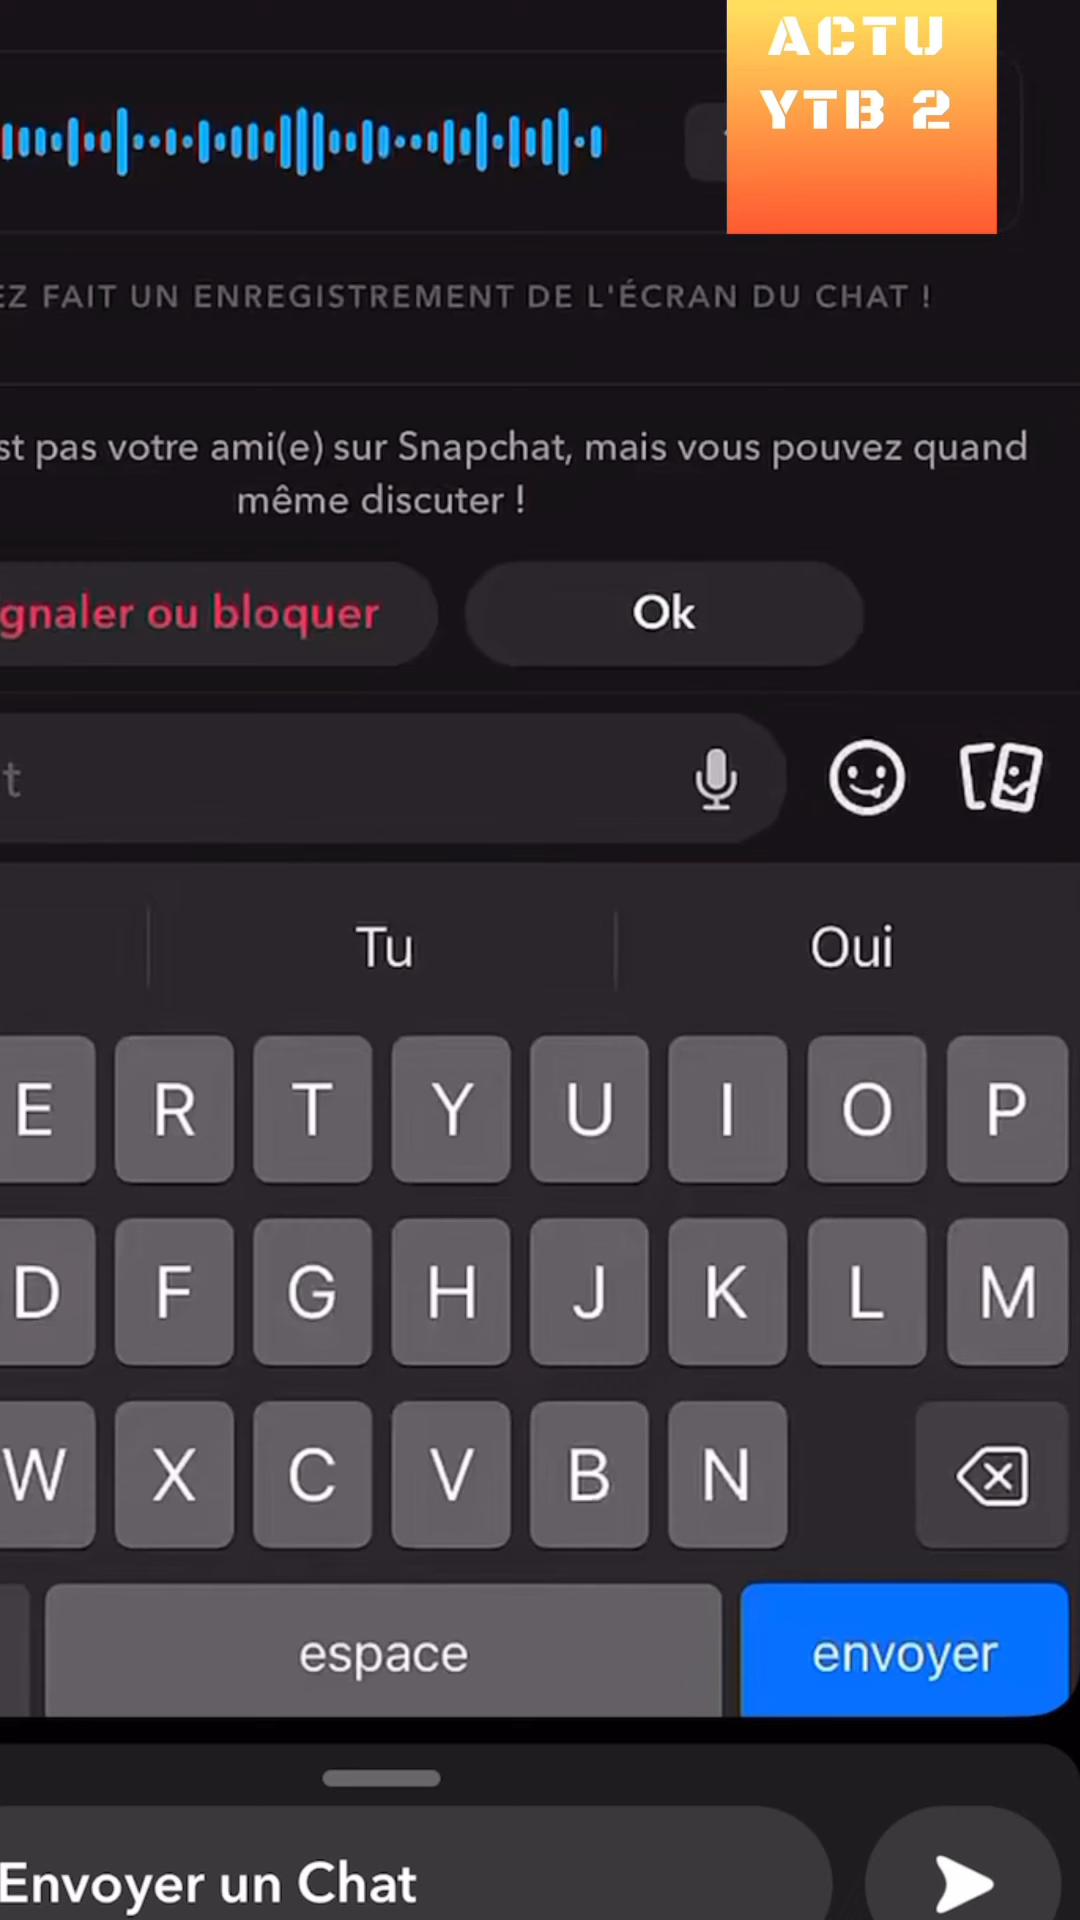 ACTU
YTB 2
EZ FAIT UN ENREGISTREMENT DE L'ÉCRAN DU CHAT !
st pas votre ami(e) sur Snapchat, mais vous pouvez quand
même discuter !
gnaler ou bloquer
Ok
t
Tu
Oui
E R T Y U I O P
D F G H J K L M
W X C V B N
espace
envoyer
Envoyer un Chat